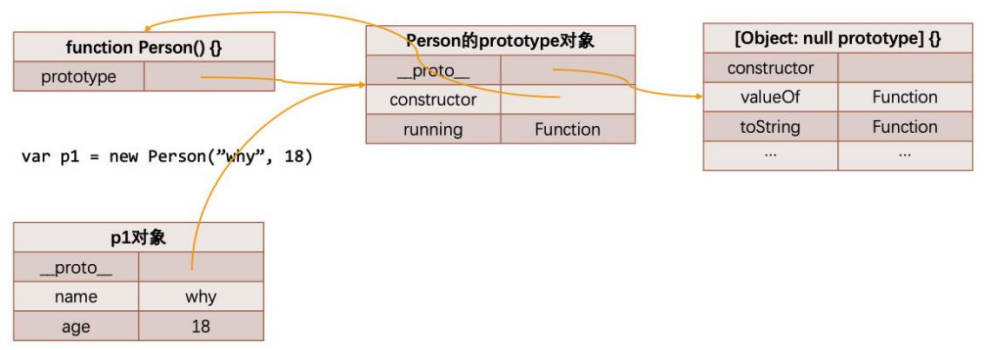 function Person() {}
prototype
Person的prototype对象
__proto__
constructor
running Function
[Object: null prototype] {}
constructor
valueOf Function
toString Function
... ...
var p1 = new Person(”why”, 18)
p1对象
__proto__
name why
age 18